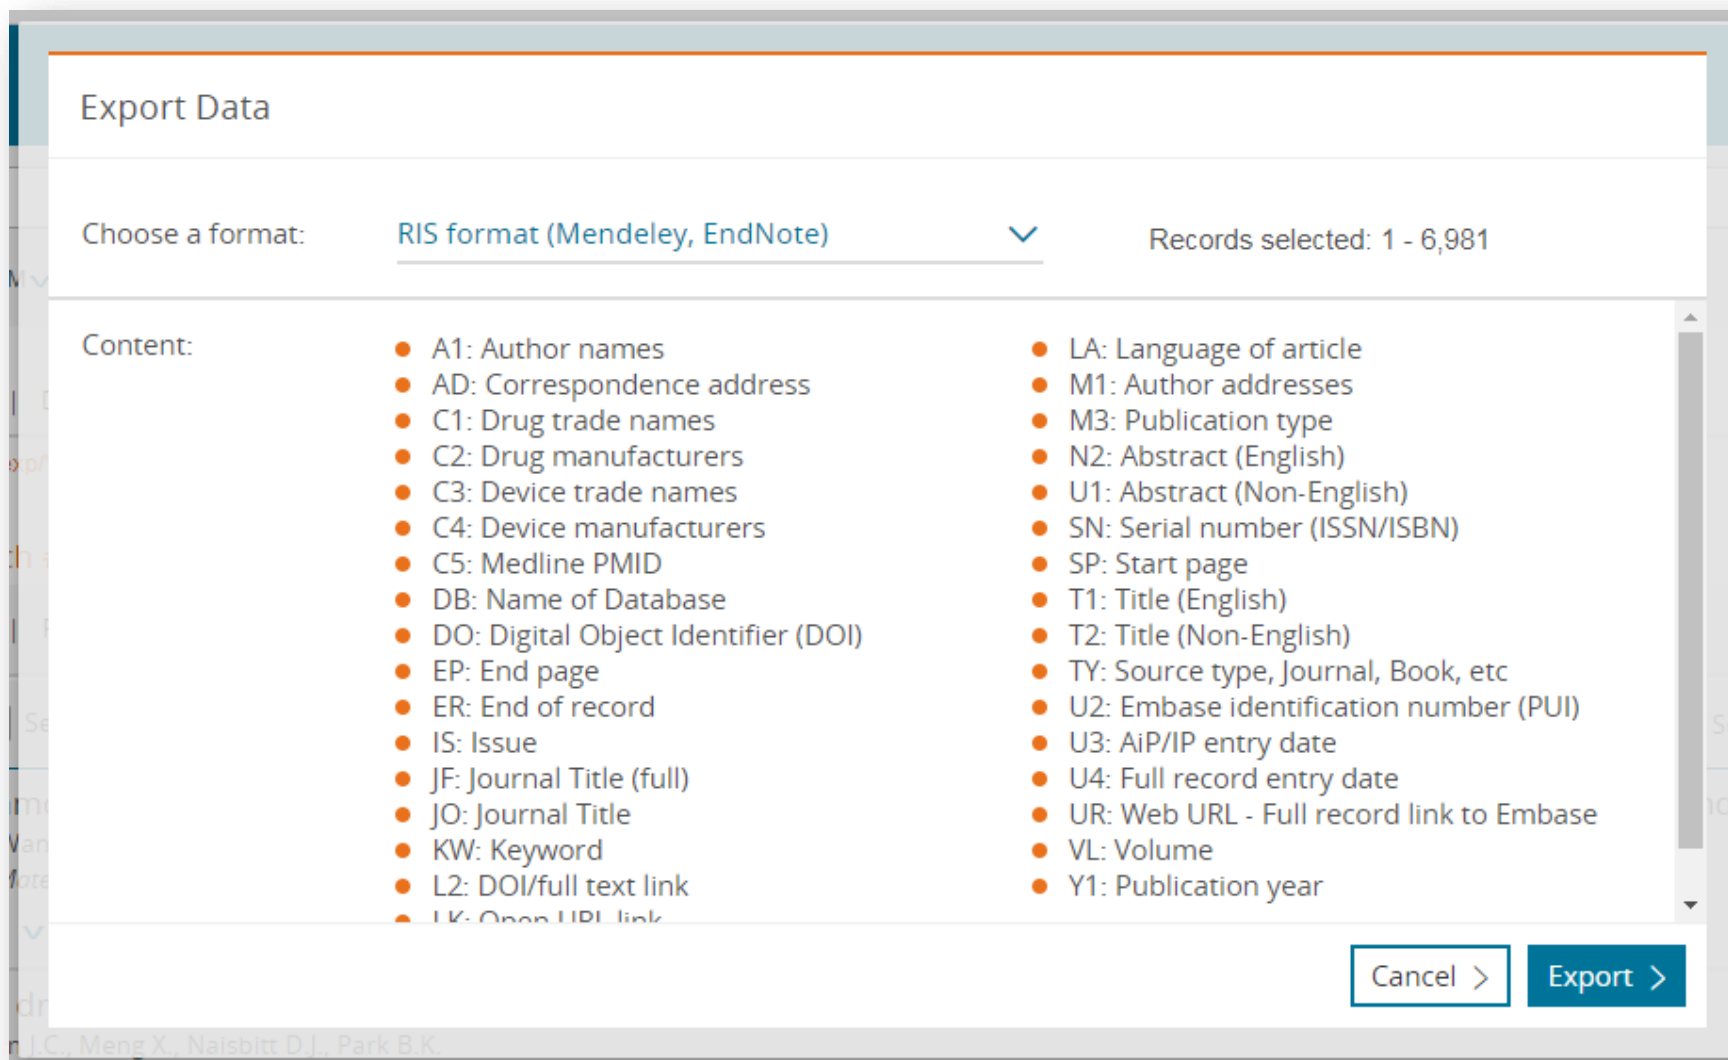 Export Data
Choose a format:
RIS format (Mendeley, EndNote)
Records selected: 1 - 6,981
Content:
A1: Author names
AD: Correspondence address
C1: Drug trade names
C2: Drug manufacturers
C3: Device trade names
C4: Device manufacturers
C5: Medline PMID
DB: Name of Database
DO: Digital Object Identifier (DOI)
EP: End page
ER: End of record
IS: Issue
JF: Journal Title (full)
JO: Journal Title
KW: Keyword
L2: DOI/full text link
LK: Open URL link
LA: Language of article
M1: Author addresses
M3: Publication type
N2: Abstract (English)
U1: Abstract (Non-English)
SN: Serial number (ISSN/ISBN)
SP: Start page
T1: Title (English)
T2: Title (Non-English)
TY: Source type, Journal, Book, etc
U2: Embase identification number (PUI)
U3: AiP/IP entry date
U4: Full record entry date
UR: Web URL - Full record link to Embase
VL: Volume
Y1: Publication year
Cancel
Export
J.C., Meng X., Naisbitt D.J., Park B.K.